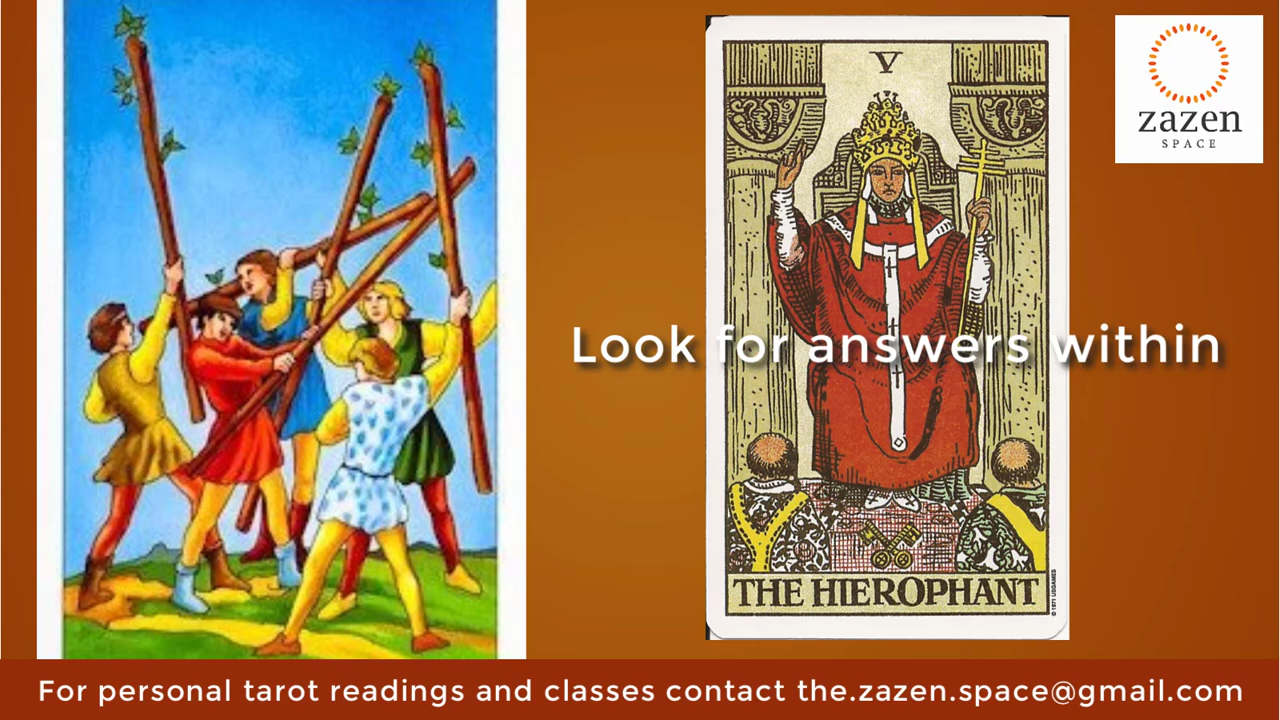 V
zazen
SPACE
Look for answers within
THE HIEROPHANT
© 1971 USGAMES
For personal tarot readings and classes contact the.zazen.space@gmail.com